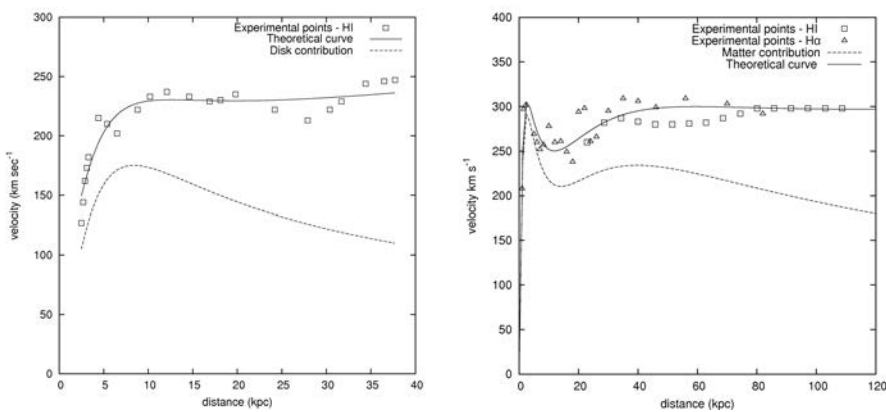 Experimental points - HI
Theoretical curve
Disk contribution
300
250
200
150
100
50
0
velocity (km sec⁻¹)
0 5 10 15 20 25 30 35 40
distance (kpc)
Experimental points - HI
Experimental points - Hα
Matter contribution
Theoretical curve
400
350
300
250
200
150
100
50
0
velocity km s⁻¹)
0 20 40 60 80 100 120
distance (kpc)